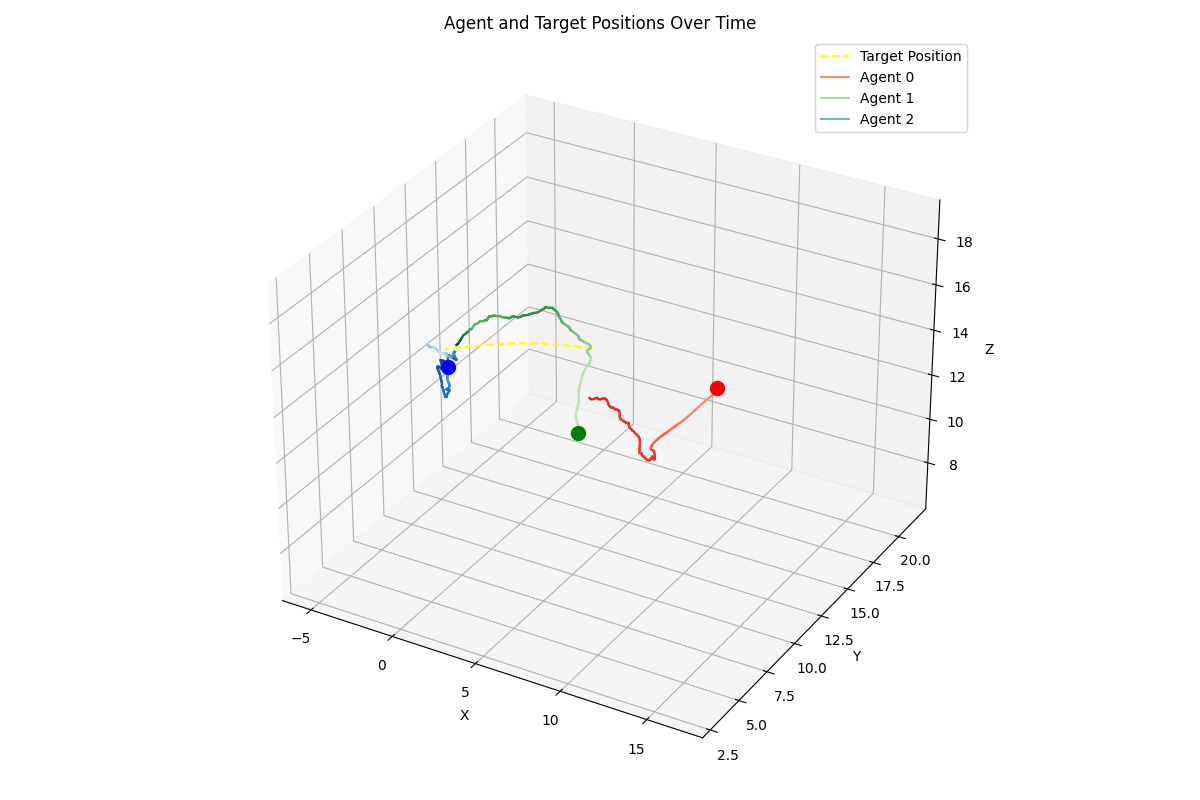 Agent and Target Positions Over Time
Target Position
Agent 0
Agent 1
Agent 2
18
16
14
Z
12
10
8
20.0
17.5
15.0
12.5
Y
10.0
7.5
5.0
2.5
−5
0
5
X
10
15